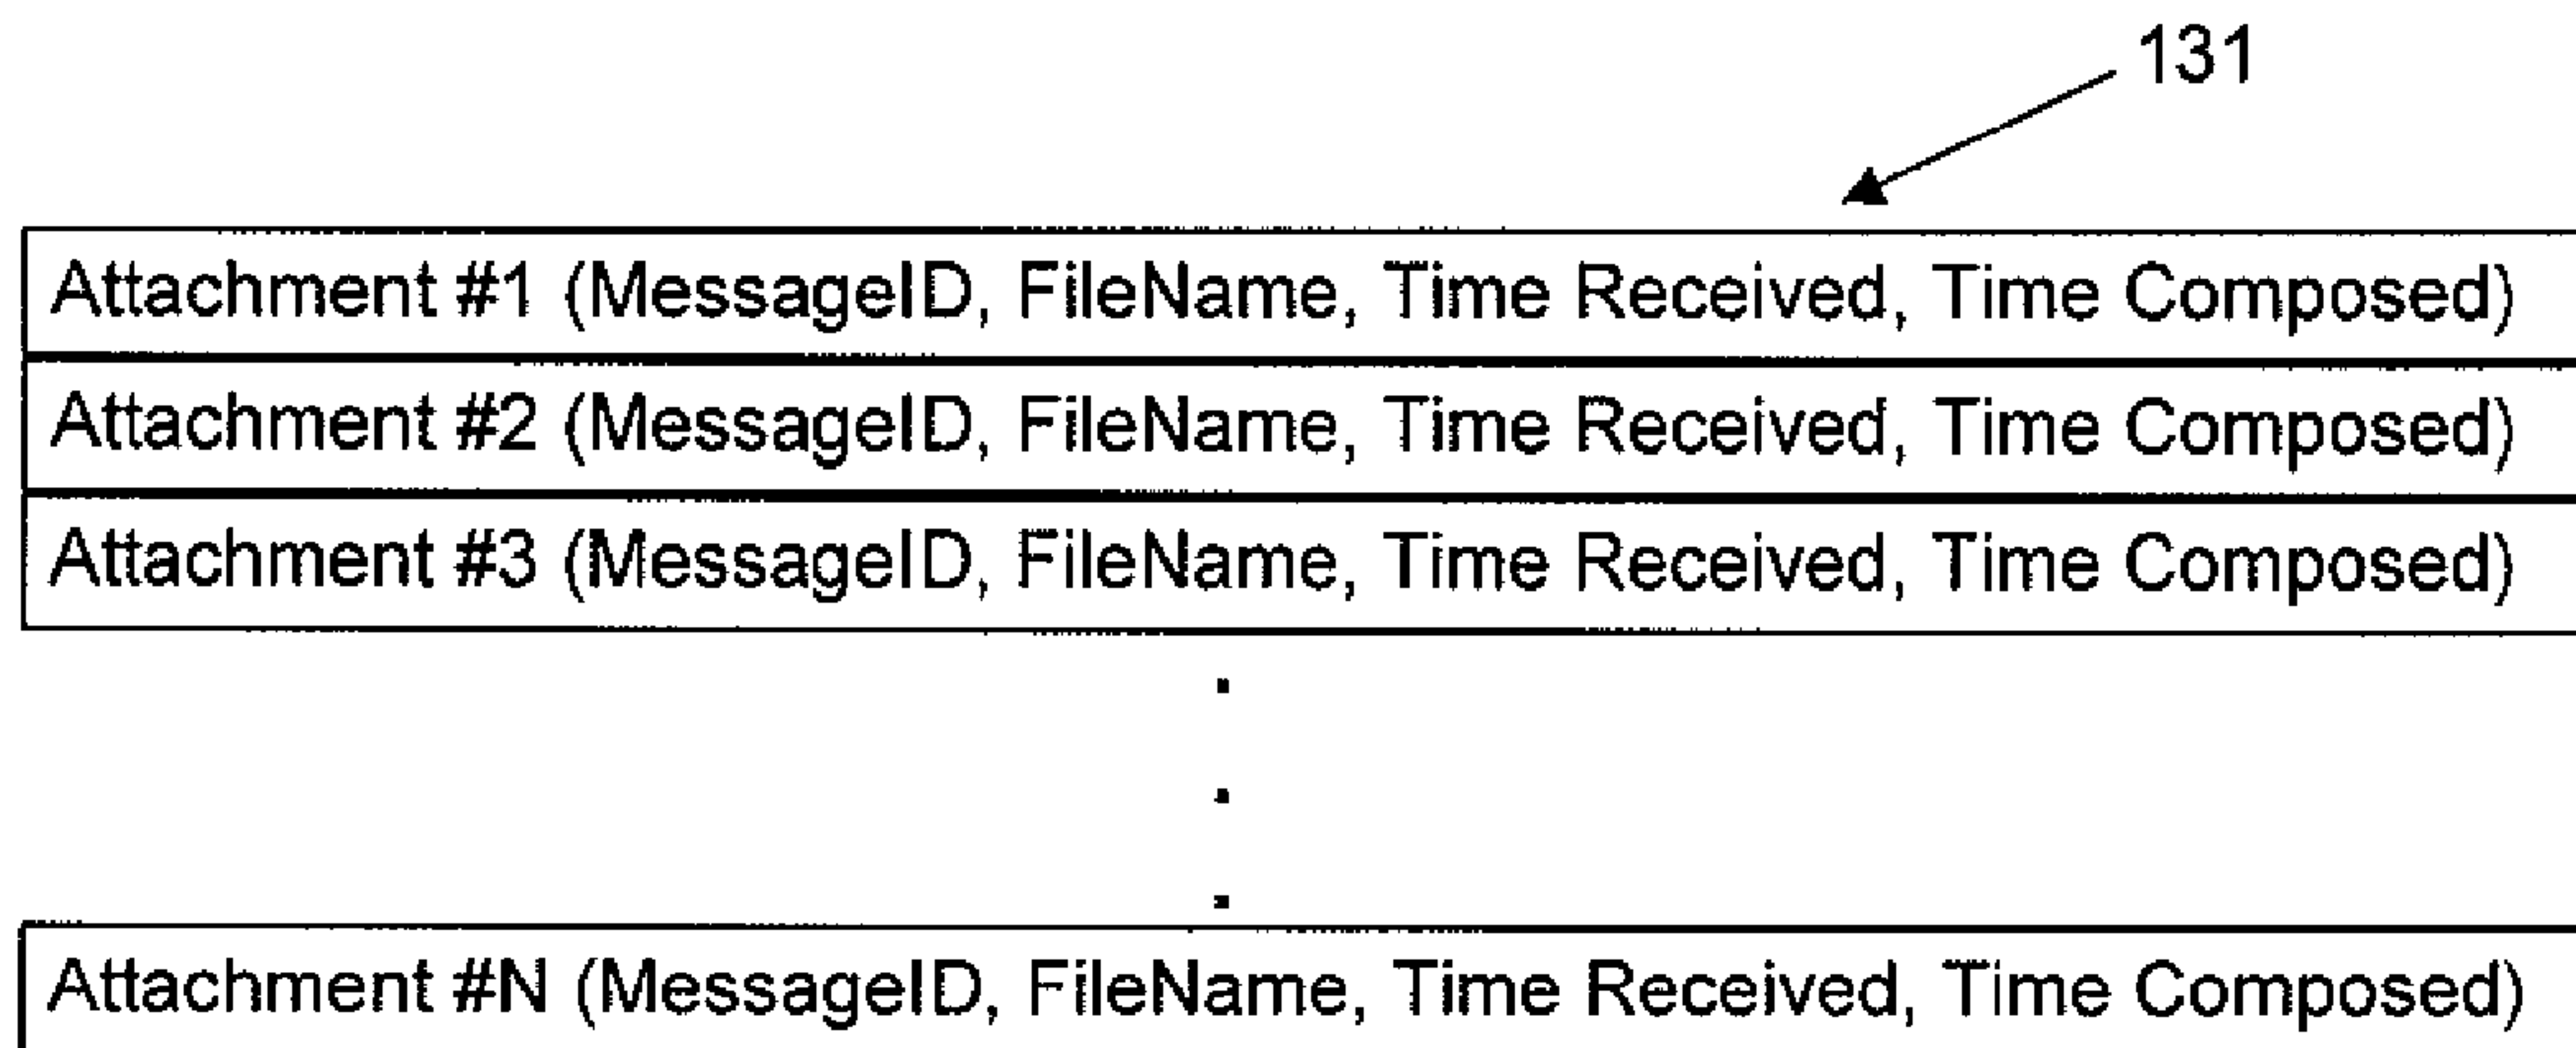 131
Attachment #1 (MessageID, FileName, Time Received, Time Composed)
Attachment #2 (MessageID, FileName, Time Received, Time Composed)
Attachment #3 (MessageID, FileName, Time Received, Time Composed)
.
.
.
Attachment #N (MessageID, FileName, Time Received, Time Composed)